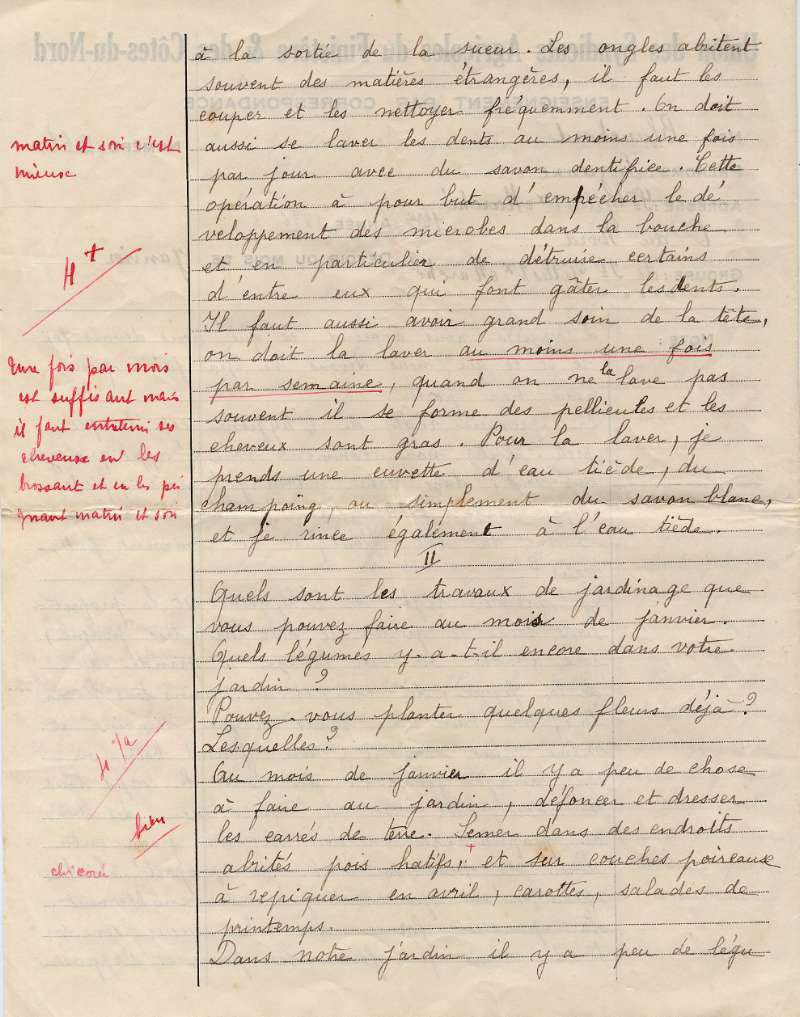 à la sortie de la sueur. Les ongles abritent
souvent des matières étrangères, il faut les
couper et les nettoyer fréquemment. On doit
aussi se laver les dents au moins une fois
par jour avec du savon dentifrice. Cette
opération à pour but d'empêcher le dé
veloppement des microbes dans la bouche
et en particulier de détruire certains
d'entre eux qui font gâter les dents.
Il faut aussi avoir grand soin de la tête,
on doit la laver au moins une fois
par semaine, quand on ne la lave pas
souvent il se forme des pellicules et les
cheveux sont gras. Pour la laver, je
prends une cuvette d'eau tiède, du
champoing, ou simplement du savon blanc,
et je rince également à l'eau tiède.
II
Quels sont les travaux de jardinage que
vous pouvez faire au mois de janvier.
Quels légumes y-a-t-il encore dans votre
jardin ?
Pouvez-vous planter quelques fleurs déjà ?
Lesquelles ?
Au mois de janvier il y a peu de chose
à faire au jardin, défoncer et dresser
les carrés de terre. Semer dans des endroits
abrités pois hatifs, + et sur couches poireaux
à repiquer en avril, carottes, salades de
printemps.
Dans notre jardin il y a peu de légu
matin et soir c'est
mieux
Une fois par mois
est suffisant mais
il faut entretenir ses
cheveux en les
brossant et en les pei
gnant matin et soir
bien
chicorée